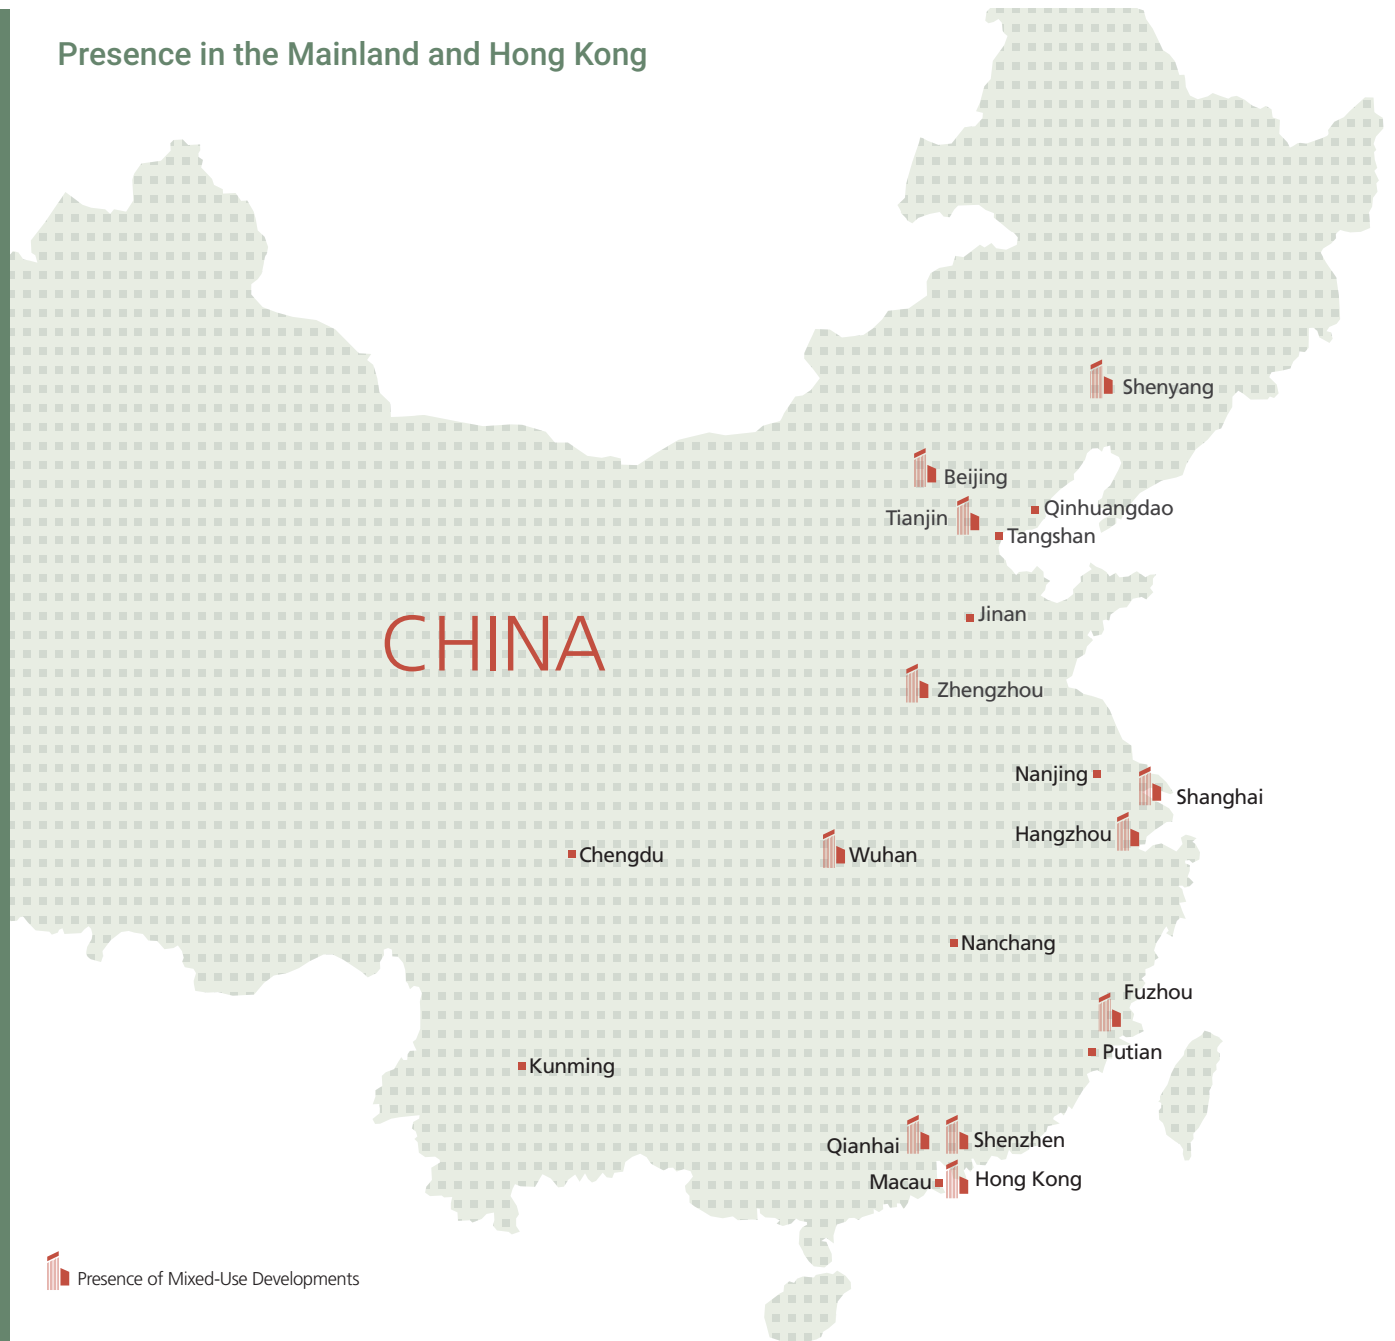 Presence in the Mainland and Hong Kong
Shenyang
Beijing
Tianjin
Qinhuangdao
Tangshan
Jinan
CHINA
Zhengzhou
Nanjing
Shanghai
Hangzhou
Chengdu
Wuhan
Nanchang
Fuzhou
Putian
Kunming
Qianhai
Shenzhen
Macau
Hong Kong
Presence of Mixed-Use Developments